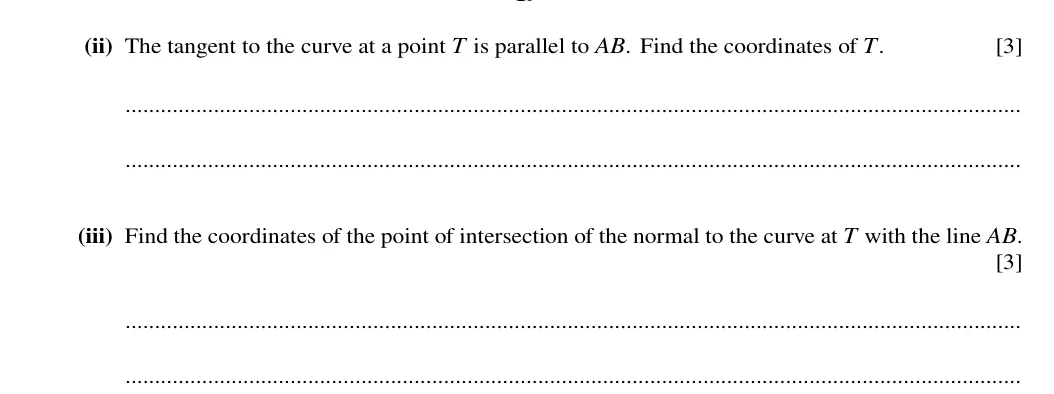 (ii) The tangent to the curve at a point T is parallel to AB. Find the coordinates of T. [3]
................................................................................................................................................
................................................................................................................................................
(iii) Find the coordinates of the point of intersection of the normal to the curve at T with the line AB.
[3]
................................................................................................................................................
................................................................................................................................................